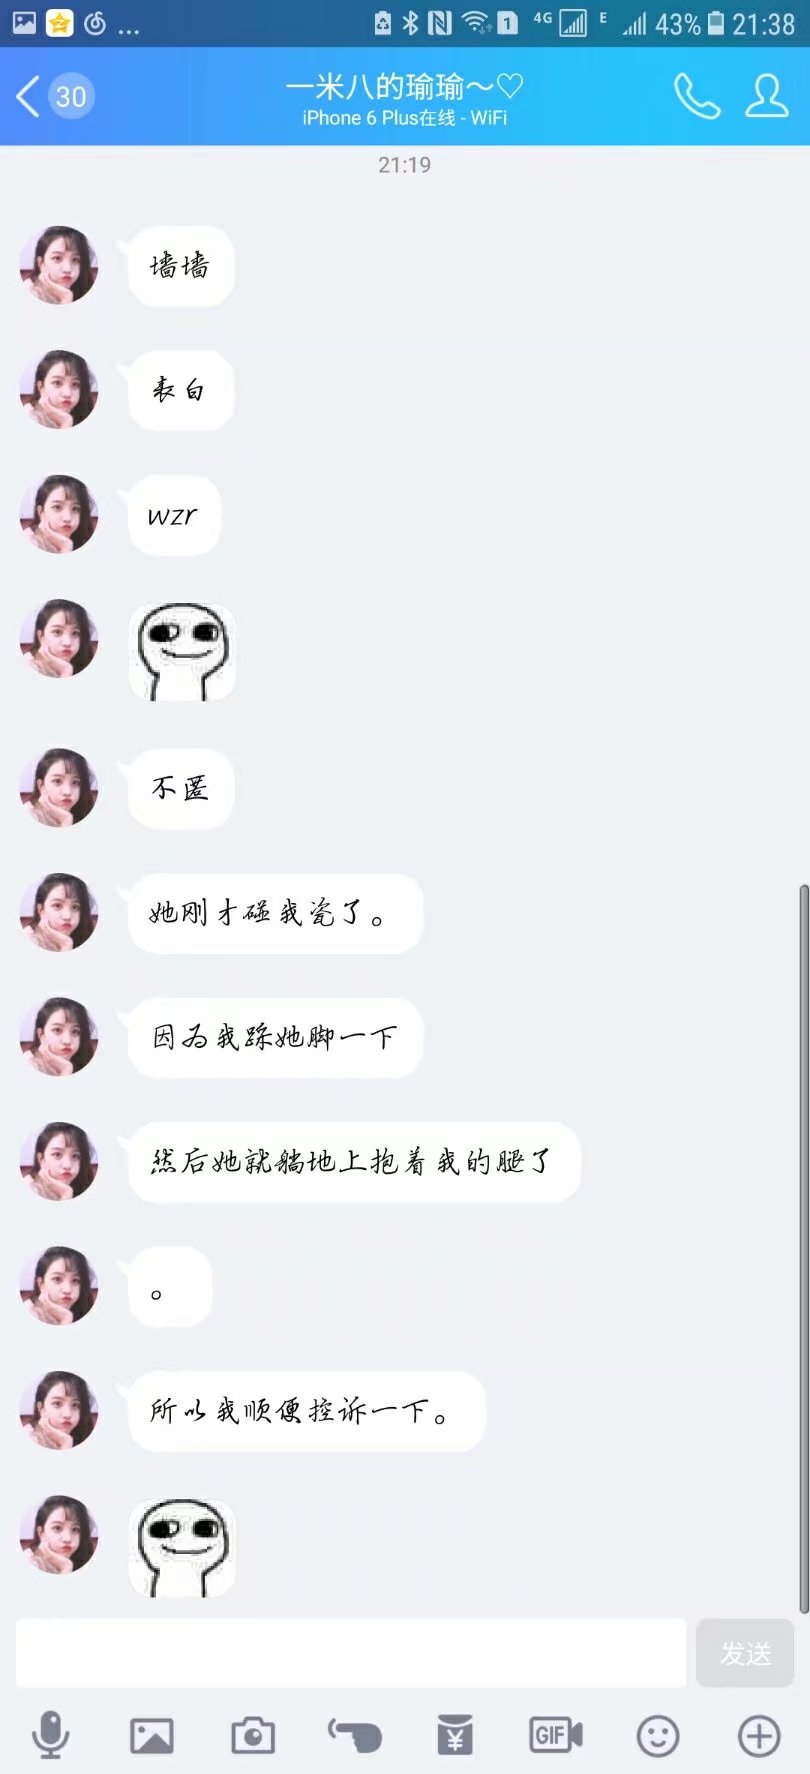 4G E 43% 21:38
30
一米八的瑜瑜～♡
iPhone 6 Plus在线 - WiFi
21:19
墙墙
表白
wzr
不匿
她刚才碰我瓷了。
因为我踩她脚一下
然后她就躺地上抱着我的腿了
。
所以我顺便控诉一下。
发送
GIF